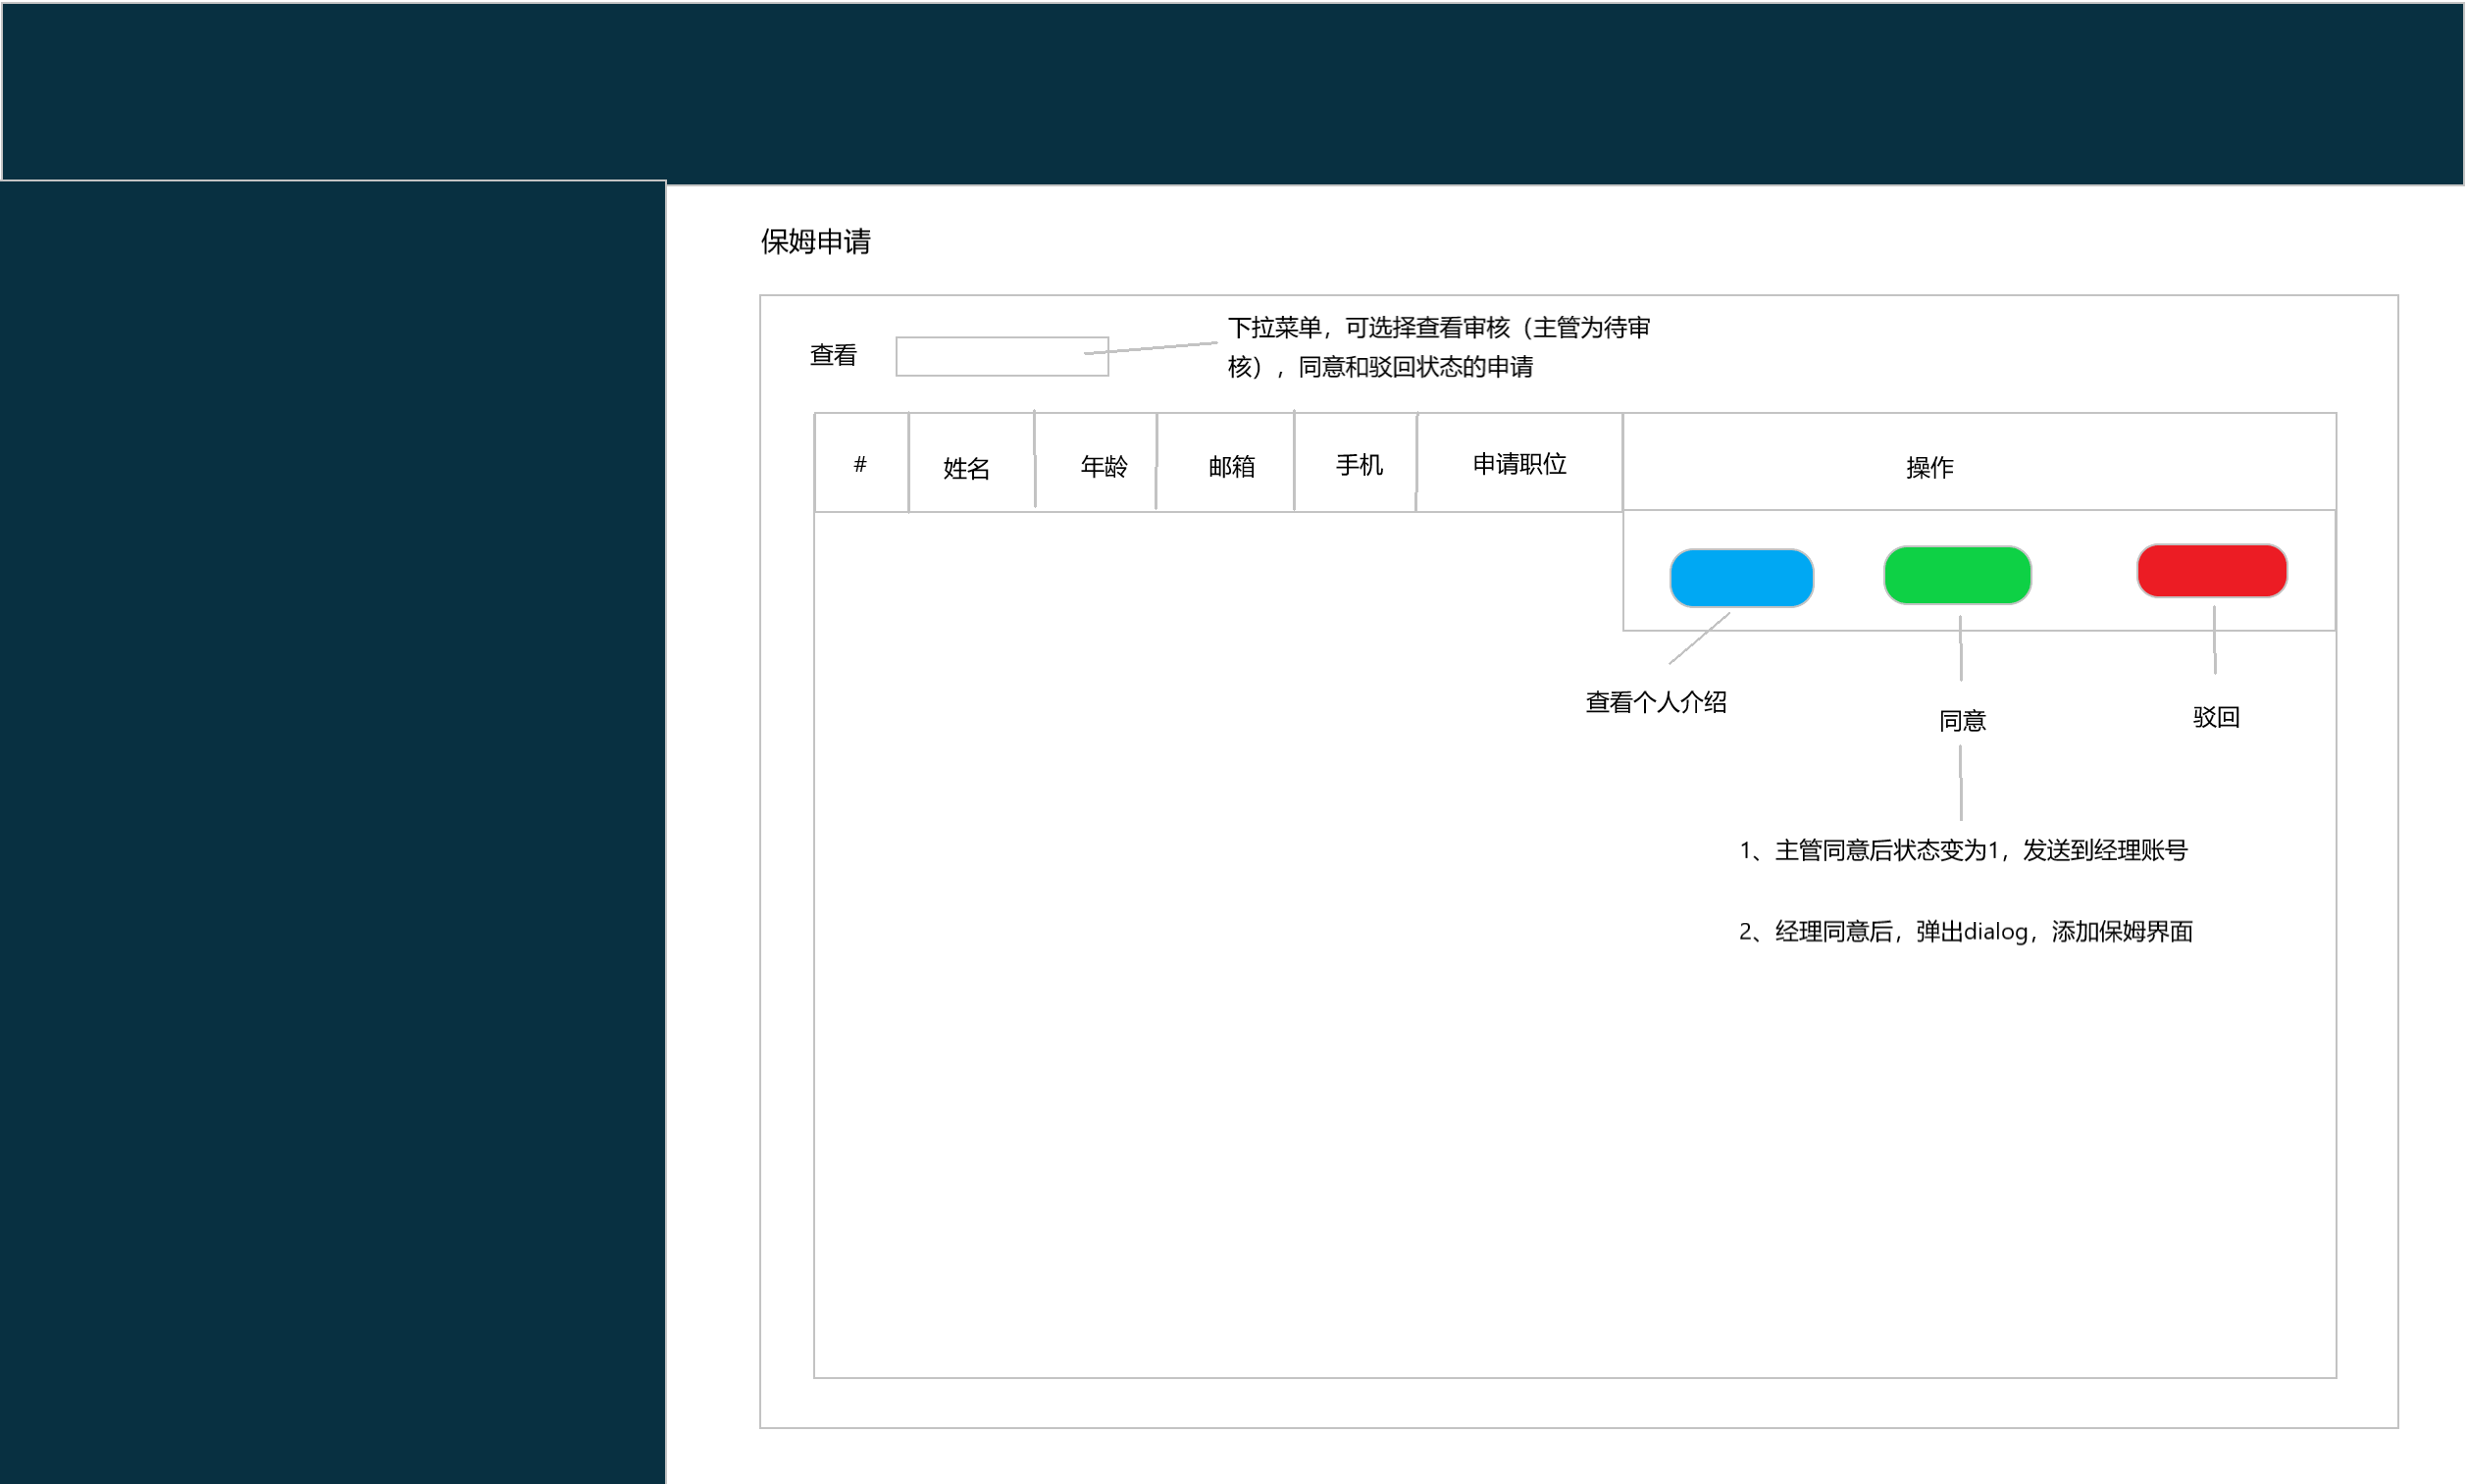 保姆申请
查看
下拉菜单，可选择查看审核（主管为待审
核），同意和驳回状态的申请
#
姓名
年龄
邮箱
手机
申请职位
操作
查看个人介绍
同意
驳回
1、主管同意后状态变为1，发送到经理账号
2、经理同意后，弹出dialog，添加保姆界面